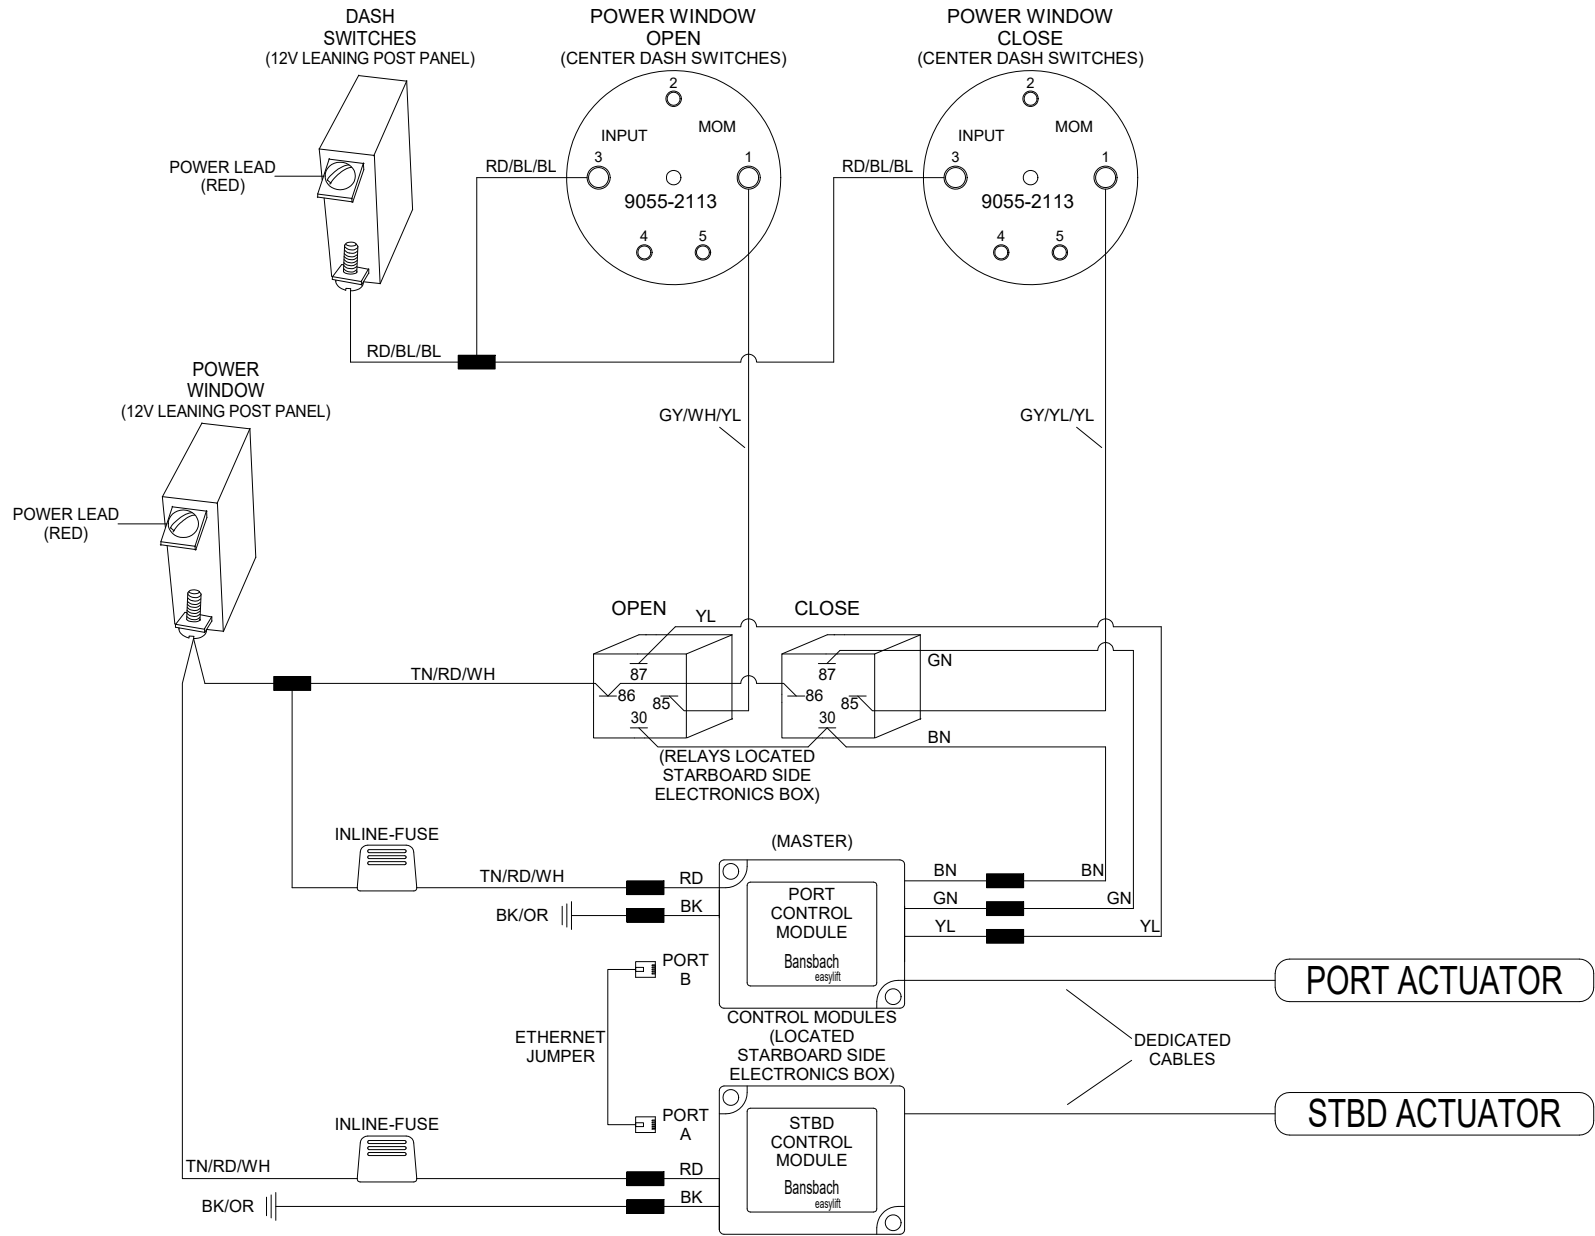 DASH
SWITCHES
(12V LEANING POST PANEL)
POWER WINDOW
OPEN
(CENTER DASH SWITCHES)
POWER WINDOW
CLOSE
(CENTER DASH SWITCHES)
2
INPUT
MOM
3
1
9055-2113
4
5
2
INPUT
MOM
3
1
9055-2113
4
5
POWER LEAD
(RED)
RD/BL/BL
RD/BL/BL
RD/BL/BL
POWER
WINDOW
(12V LEANING POST PANEL)
GY/WH/YL
GY/YL/YL
POWER LEAD
(RED)
OPEN
YL
CLOSE
TN/RD/WH
87
86
85
30
87
86
85
30
GN
BN
(RELAYS LOCATED
STARBOARD SIDE
ELECTRONICS BOX)
INLINE-FUSE
TN/RD/WH
RD
BK/OR
BK
(MASTER)
PORT
CONTROL
MODULE
Bansbach
easylift
BN
BN
GN
GN
YL
YL
PORT
B
ETHERNET
JUMPER
PORT
A
CONTROL MODULES
(LOCATED
STARBOARD SIDE
ELECTRONICS BOX)
PORT ACTUATOR
DEDICATED
CABLES
STBD ACTUATOR
INLINE-FUSE
TN/RD/WH
RD
BK/OR
BK
STBD
CONTROL
MODULE
Bansbach
easylift